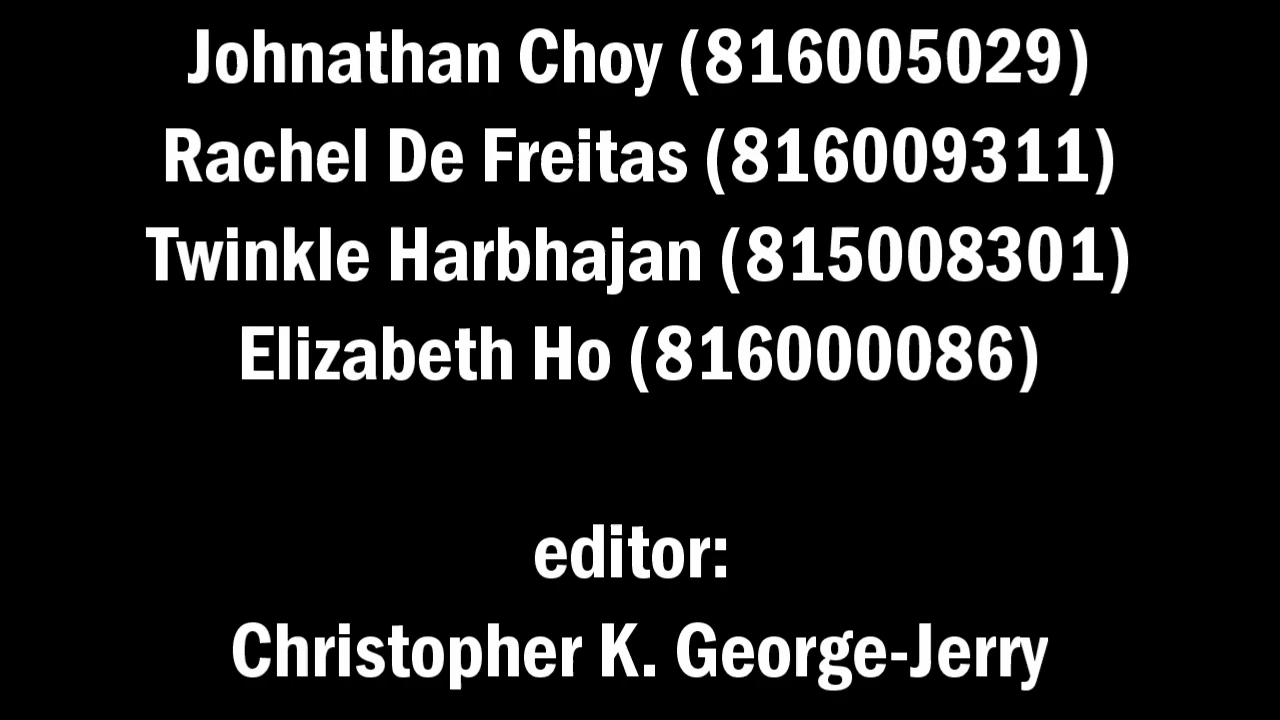 Johnathan Choy (816005029)
Rachel De Freitas (816009311)
Twinkle Harbhajan (815008301)
Elizabeth Ho (816000086)
editor:
Christopher K. George-Jerry